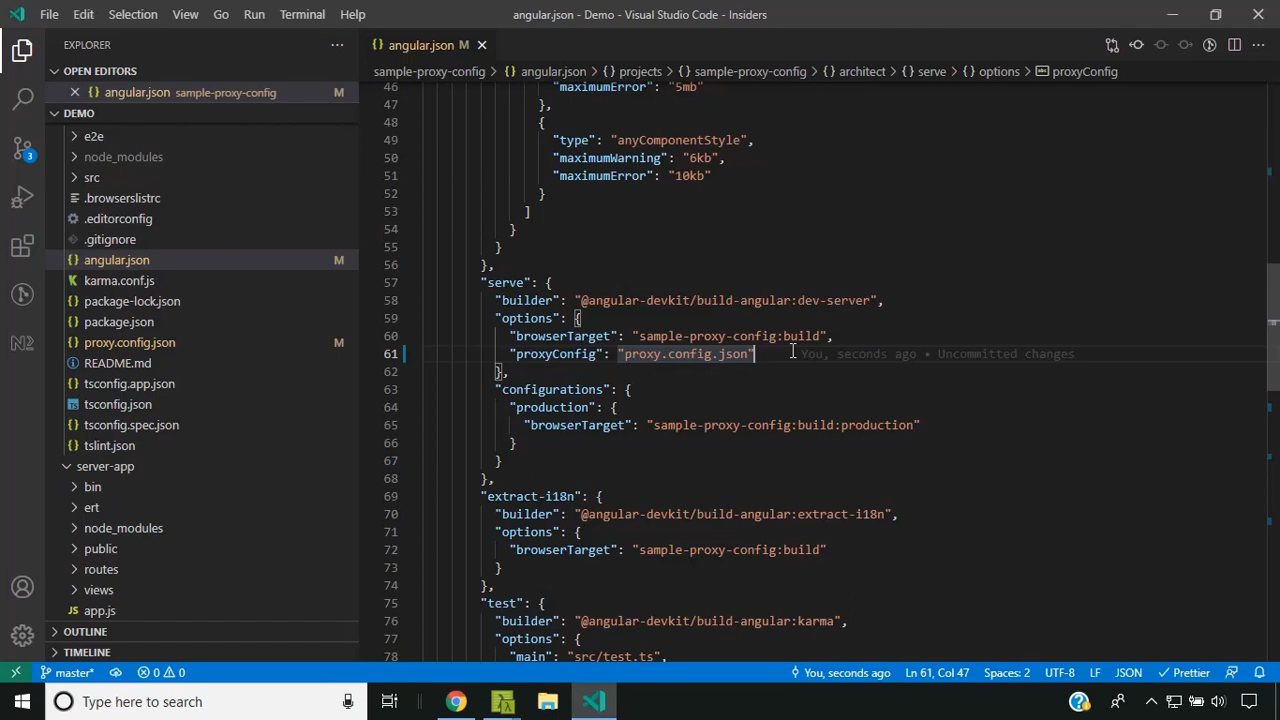 File Edit Selection View Go Run Terminal Help
angular.json - Demo - Visual Studio Code - Insiders
EXPLORER
OPEN EDITORS
angular.json sample-proxy-config M
DEMO
e2e
node_modules
src
.browserslistrc
.editorconfig
.gitignore
angular.json M
karma.conf.js
package-lock.json
package.json
proxy.config.json M
README.md
tsconfig.app.json
tsconfig.json
tsconfig.spec.json
tslint.json
server-app
bin
ert
node_modules
public
routes
views
app.js
OUTLINE
TIMELINE
3
N2
angular.json M
sample-proxy-config > angular.json > projects > sample-proxy-config > architect > serve > options > proxyConfig
46 "maximumError": "5mb"
47 },
48 {
49 "type": "anyComponentStyle",
50 "maximumWarning": "6kb",
51 "maximumError": "10kb"
52 }
53 ]
54 }
55 }
56 },
57 "serve": {
58 "builder": "@angular-devkit/build-angular:dev-server",
59 "options": {
60 "browserTarget": "sample-proxy-config:build",
61 "proxyConfig": "proxy.config.json" You, seconds ago • Uncommitted changes
62 },
63 "configurations": {
64 "production": {
65 "browserTarget": "sample-proxy-config:build:production"
66 }
67 }
68 },
69 "extract-i18n": {
70 "builder": "@angular-devkit/build-angular:extract-i18n",
71 "options": {
72 "browserTarget": "sample-proxy-config:build"
73 }
74 },
75 "test": {
76 "builder": "@angular-devkit/build-angular:karma",
77 "options": {
78 "main": "src/test.ts",
master* 0 0 You, seconds ago Ln 61, Col 47 Spaces: 2 UTF-8 LF JSON Prettier
Type here to search